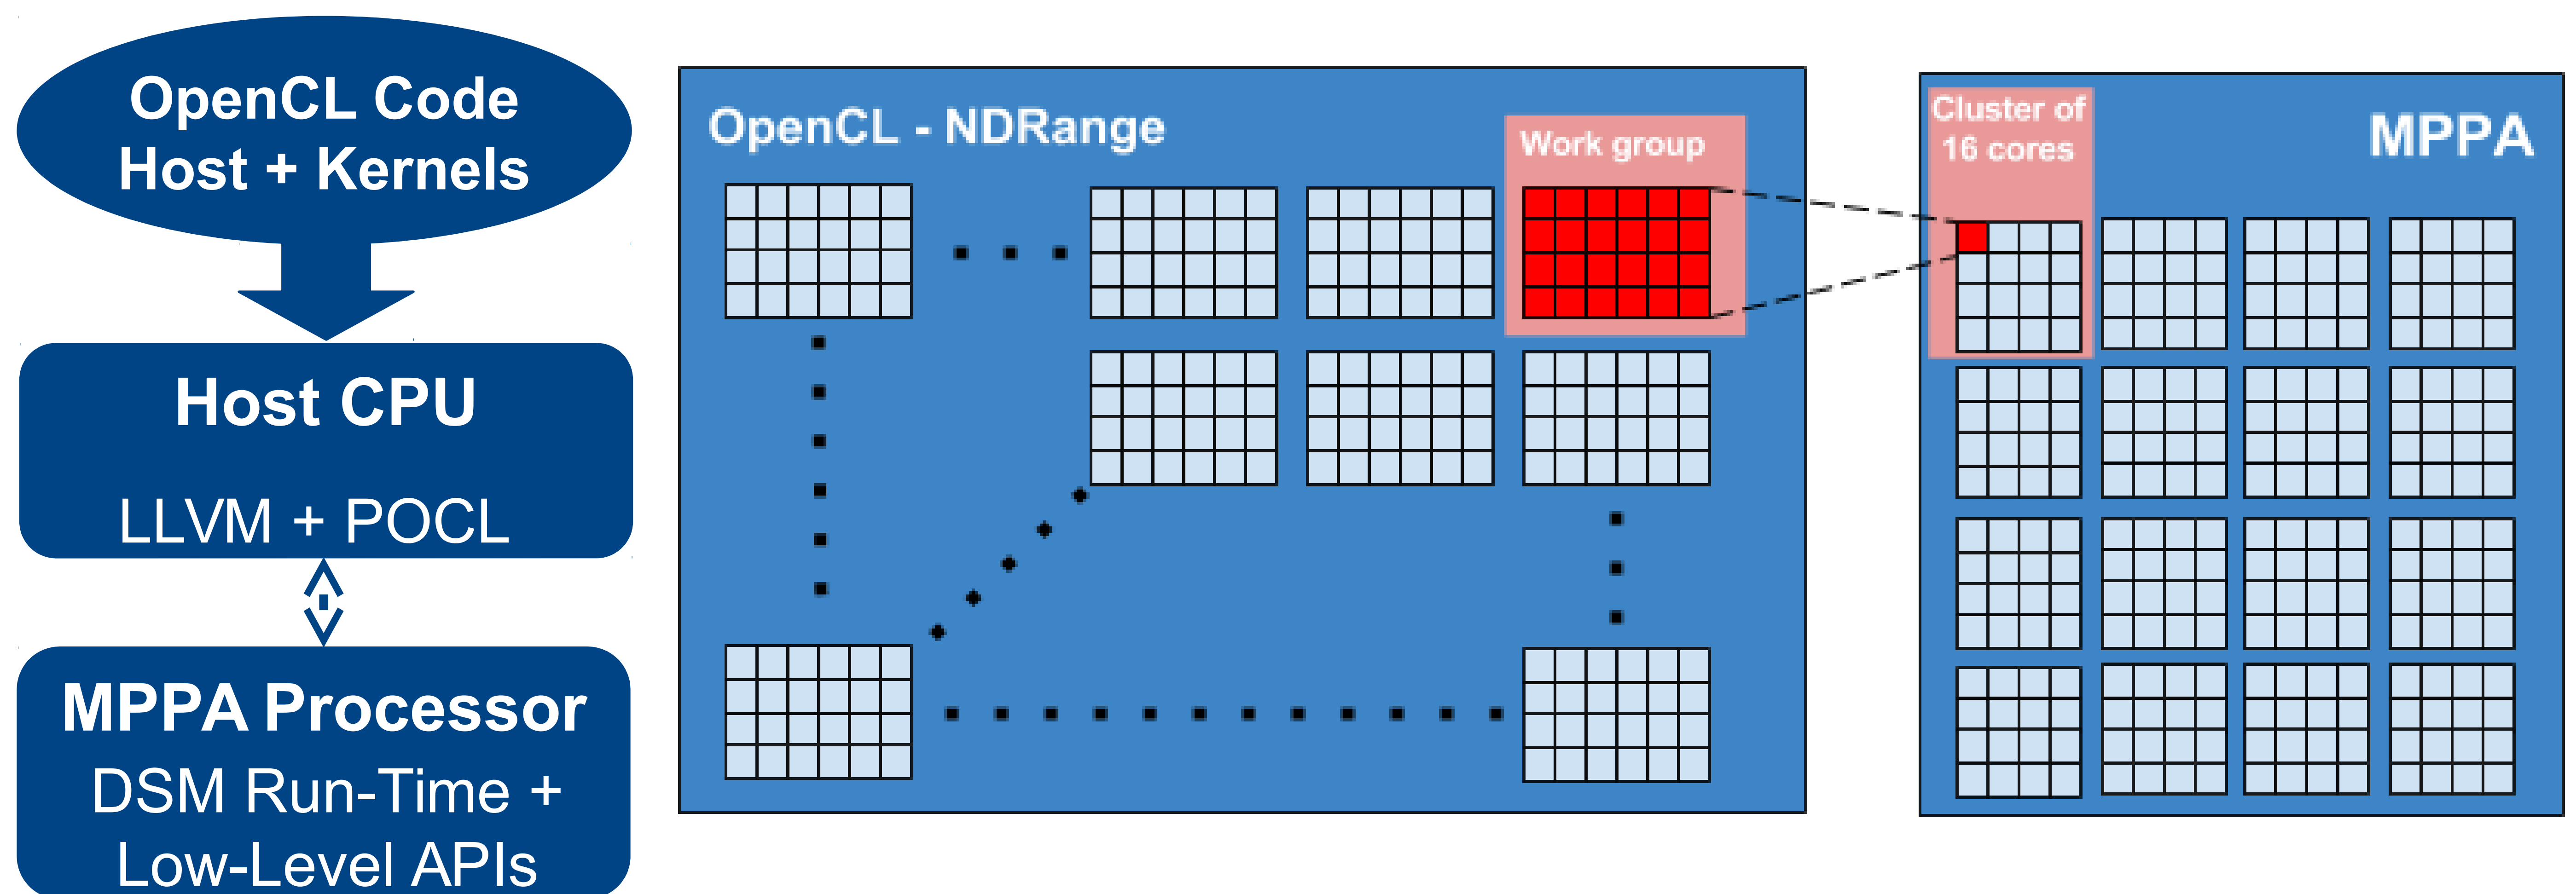 OpenCL Code
Host + Kernels
Host CPU
LLVM + POCL
MPPA Processor
DSM Run-Time +
Low-Level APIs
OpenCL - NDRange
Work group
Cluster of
16 cores
MPPA